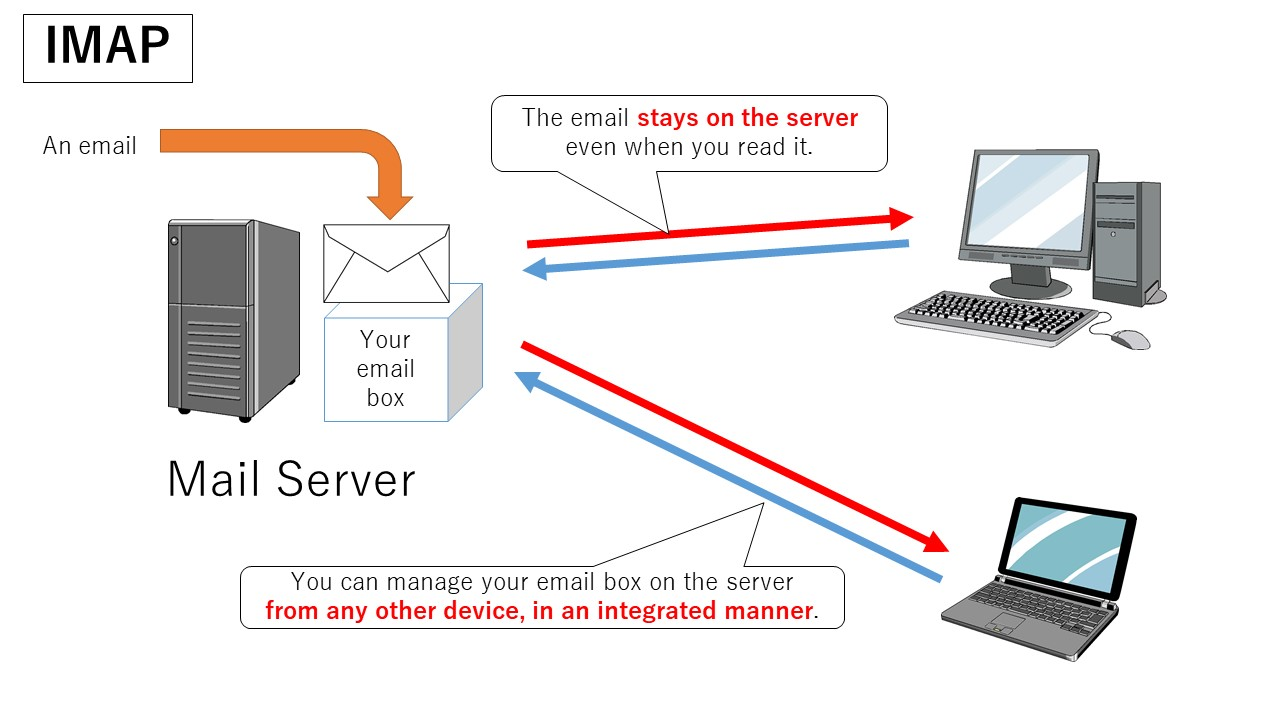 IMAP
An email
The email stays on the server
even when you read it.
Your
email
box
Mail Server
You can manage your email box on the server
from any other device, in an integrated manner.